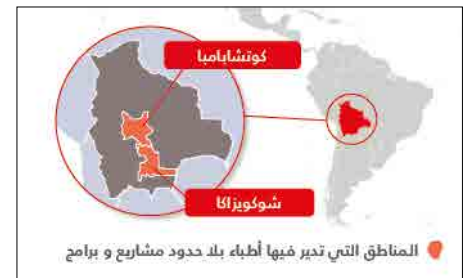 كوتشابامبا
شوكويزاكا
المناطق التي تدير فيها أطباء بلا حدود مشاريع و برامج